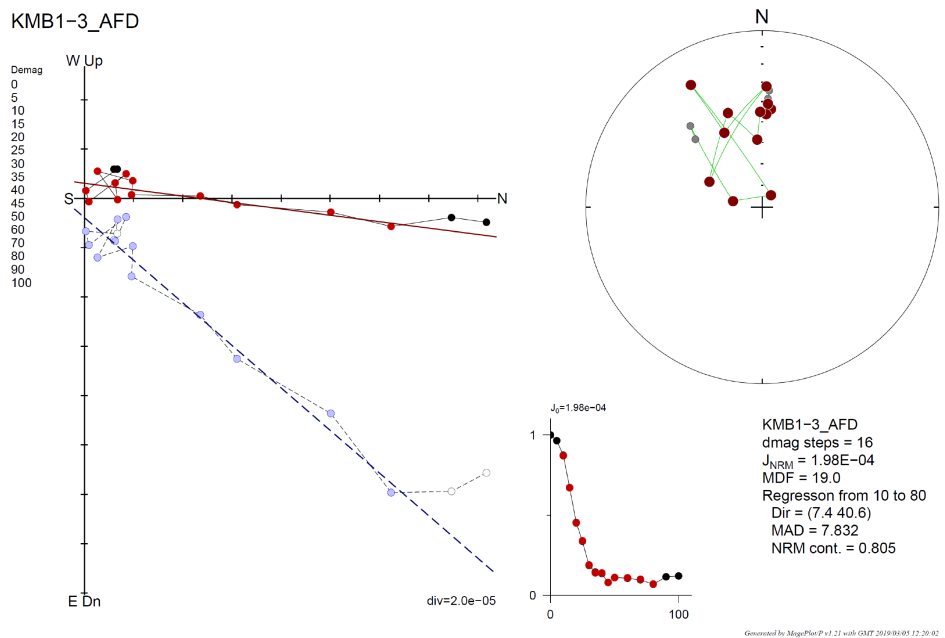 KMB1−3_AFD
W Up
N
Demag
0
5
10
15
20
25
30
35
40
45
50
60
70
80
90
100
S
N
E Dn
div=2.0e−05
J0=1.98e−04
1
0
0
100
KMB1−3_AFD
dmag steps = 16
JNRM = 1.98E−04
MDF = 19.0
Regresson from 10 to 80
Dir = (7.4 40.6)
MAD = 7.832
NRM cont. = 0.805
Generated by MagePlot/P v1.21 with GMT 2019/03/05 12:20:02